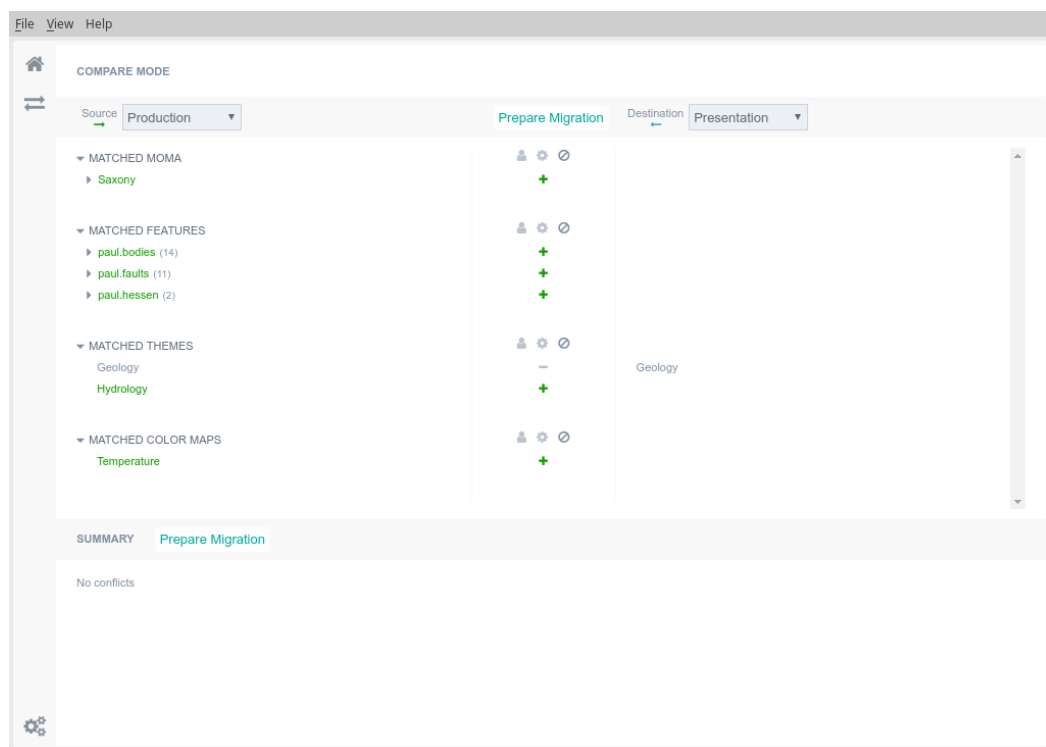 File View Help
COMPARE MODE
Source Production Prepare Migration Destination Presentation
MATCHED MOMA
Saxony
MATCHED FEATURES
paul.bodies (14)
paul.faults (11)
paul.hessen (2)
MATCHED THEMES
Geology Geology
Hydrology
MATCHED COLOR MAPS
Temperature
SUMMARY Prepare Migration
No conflicts